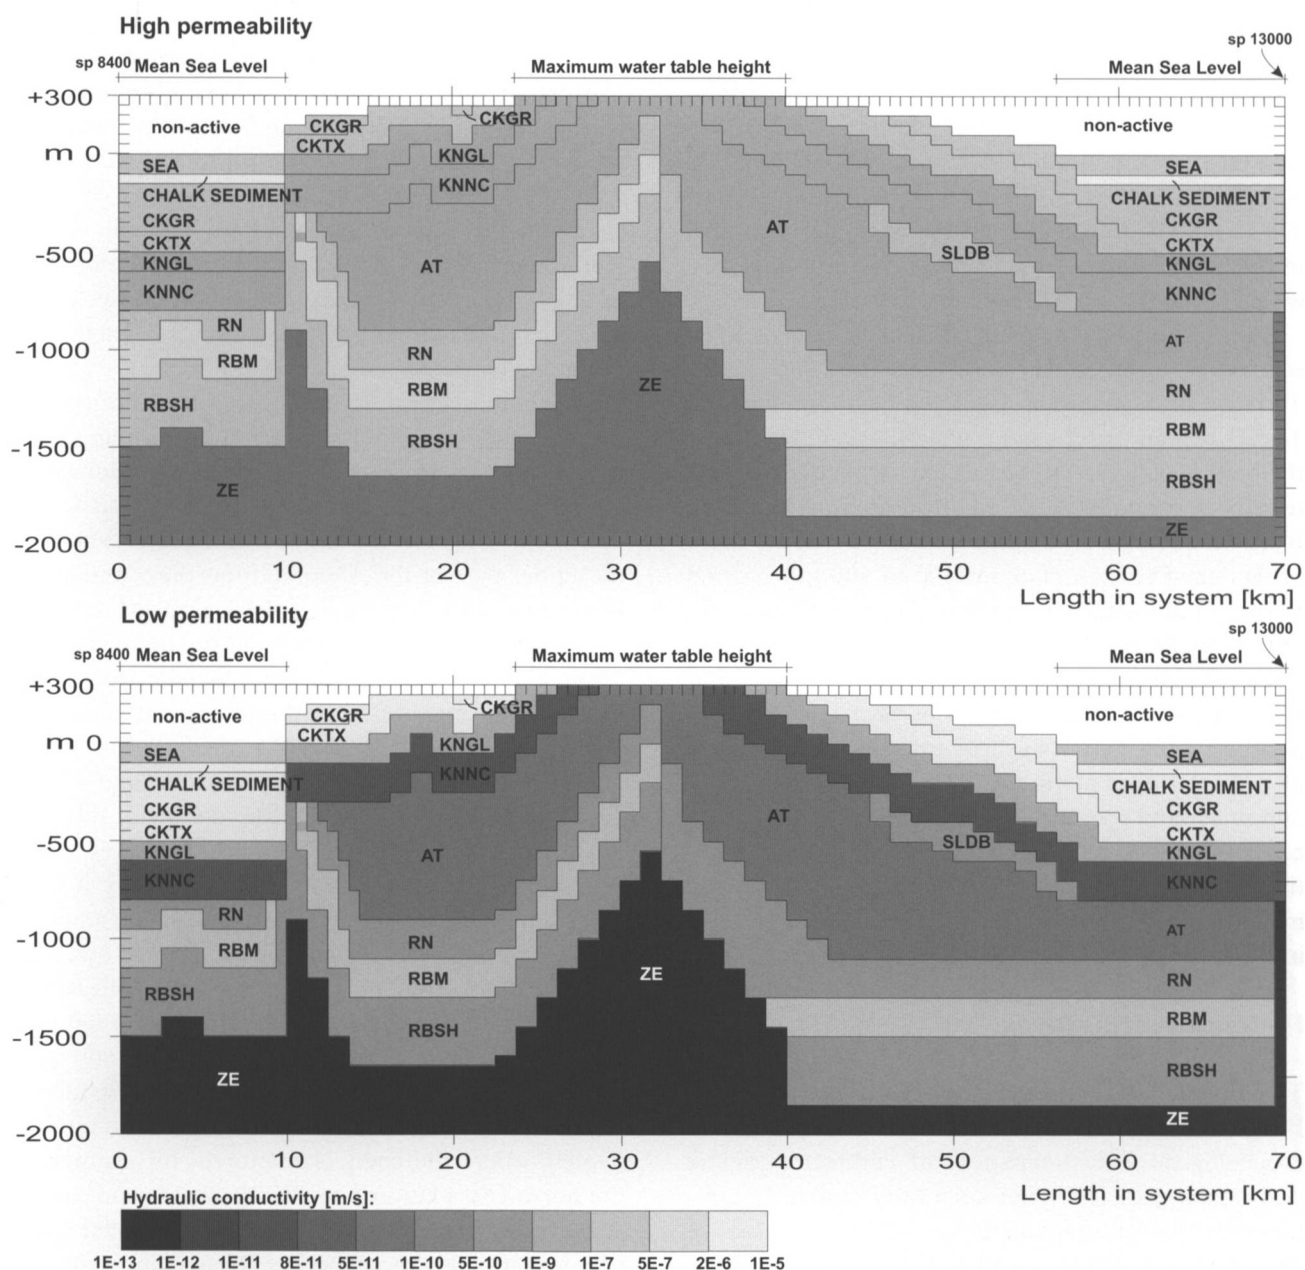 High permeability
sp 13000
sp 8400 Mean Sea Level
Maximum water table height
Mean Sea Level
+300
non-active
CKGR
CKGR
non-active
CKTX
m 0
KNGL
SEA
SEA
KNNC
CHALK SEDIMENT
CHALK SEDIMENT
CKGR
CKGR
AT
CKTX
CKTX
-500
SLDB
KNGL
AT
KNGL
KNNC
KNNC
RN
AT
-1000
RN
RBM
ZE
RBM
RN
RBSH
RBM
RBSH
-1500
RBSH
ZE
ZE
-2000
0 10 20 30 40 50 60 70
Length in system [km]
Low permeability
sp 13000
sp 8400 Mean Sea Level
Maximum water table height
Mean Sea Level
+300
non-active
CKGR
CKGR
non-active
CKTX
m 0
KNGL
SEA
SEA
KNNC
CHALK SEDIMENT
CHALK SEDIMENT
CKGR
CKGR
AT
CKTX
CKTX
-500
SLDB
KNGL
AT
KNGL
KNNC
KNNC
RN
AT
-1000
RN
RBM
ZE
RBM
RN
RBSH
RBM
RBSH
-1500
RBSH
ZE
ZE
-2000
0 10 20 30 40 50 60 70
Length in system [km]
Hydraulic conductivity [m/s]:
1E-13 1E-12 1E-11 8E-11 5E-11 1E-10 5E-10 1E-9 1E-7 5E-7 2E-6 1E-5